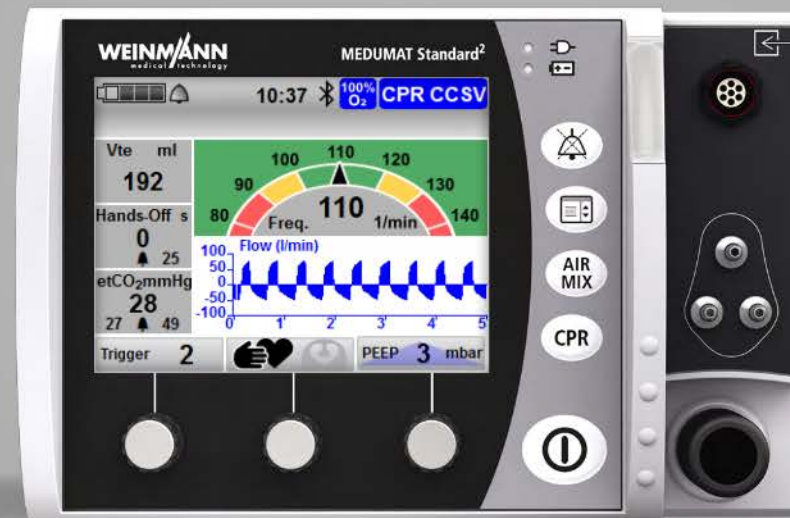 WEINMANN
medical technology
MEDUMAT Standard²
10:37
100% O₂
CPR CCSV
Vte ml
192
Hands-Off s
0
25
etCO₂mmHg
28
27 49
80 90 100 110 120 130 140
Freq. 110 1/min
Flow (l/min)
100
50
0
-50
-100
0' 1' 2' 3' 4' 5'
Trigger 2
PEEP 3 mbar
AIR
MIX
CPR